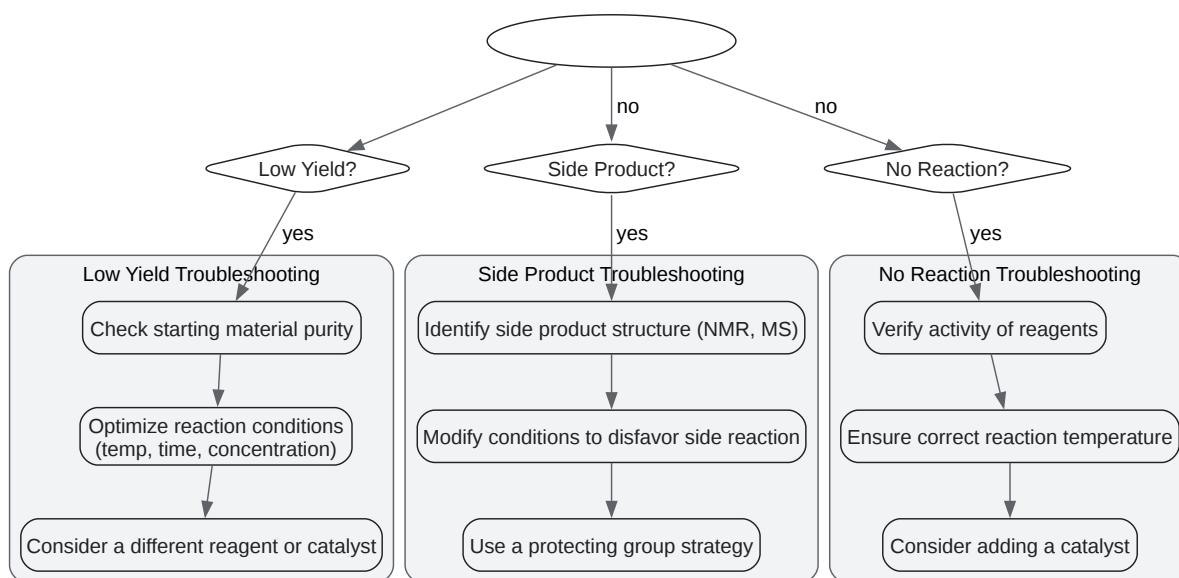 no
no
Low Yield?
Side Product?
No Reaction?
yes
yes
yes
Low Yield Troubleshooting
Side Product Troubleshooting
No Reaction Troubleshooting
Check starting material purity
Identify side product structure (NMR, MS)
Verify activity of reagents
Optimize reaction conditions
(temp, time, concentration)
Modify conditions to disfavor side reaction
Ensure correct reaction temperature
Consider a different reagent or catalyst
Use a protecting group strategy
Consider adding a catalyst